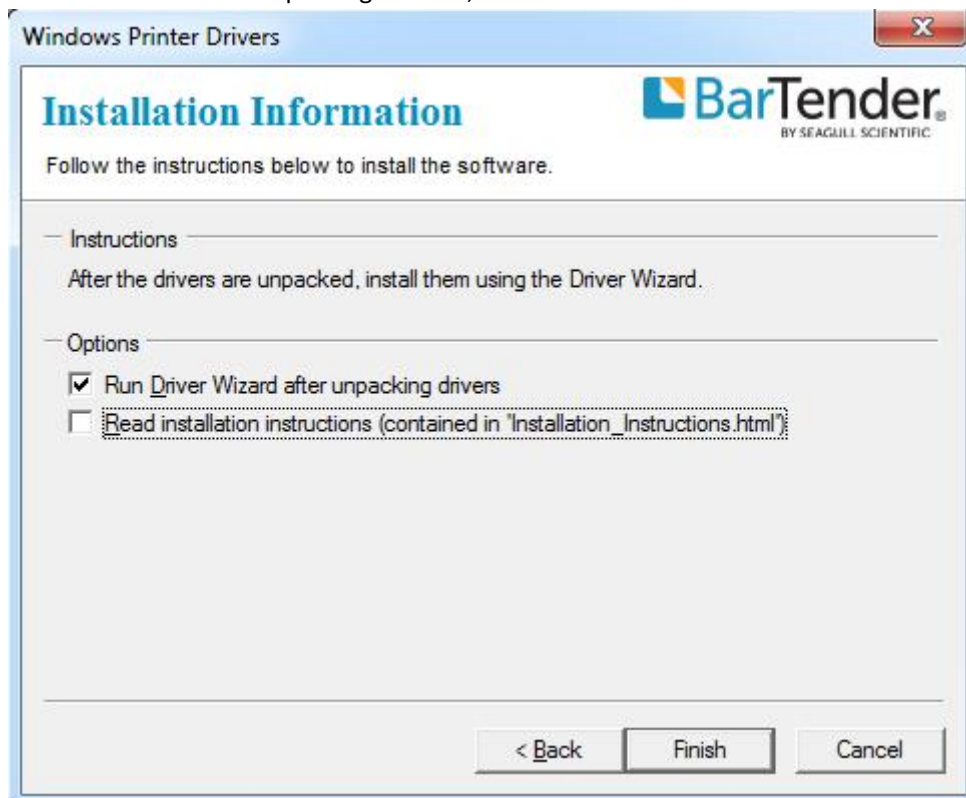 Windows Printer Drivers
Installation Information
BarTender®
BY SEAGULL SCIENTIFIC
Follow the instructions below to install the software.
Instructions
After the drivers are unpacked, install them using the Driver Wizard.
Options
Run Driver Wizard after unpacking drivers
Read installation instructions (contained in "Installation_Instructions.html")
< Back
Finish
Cancel